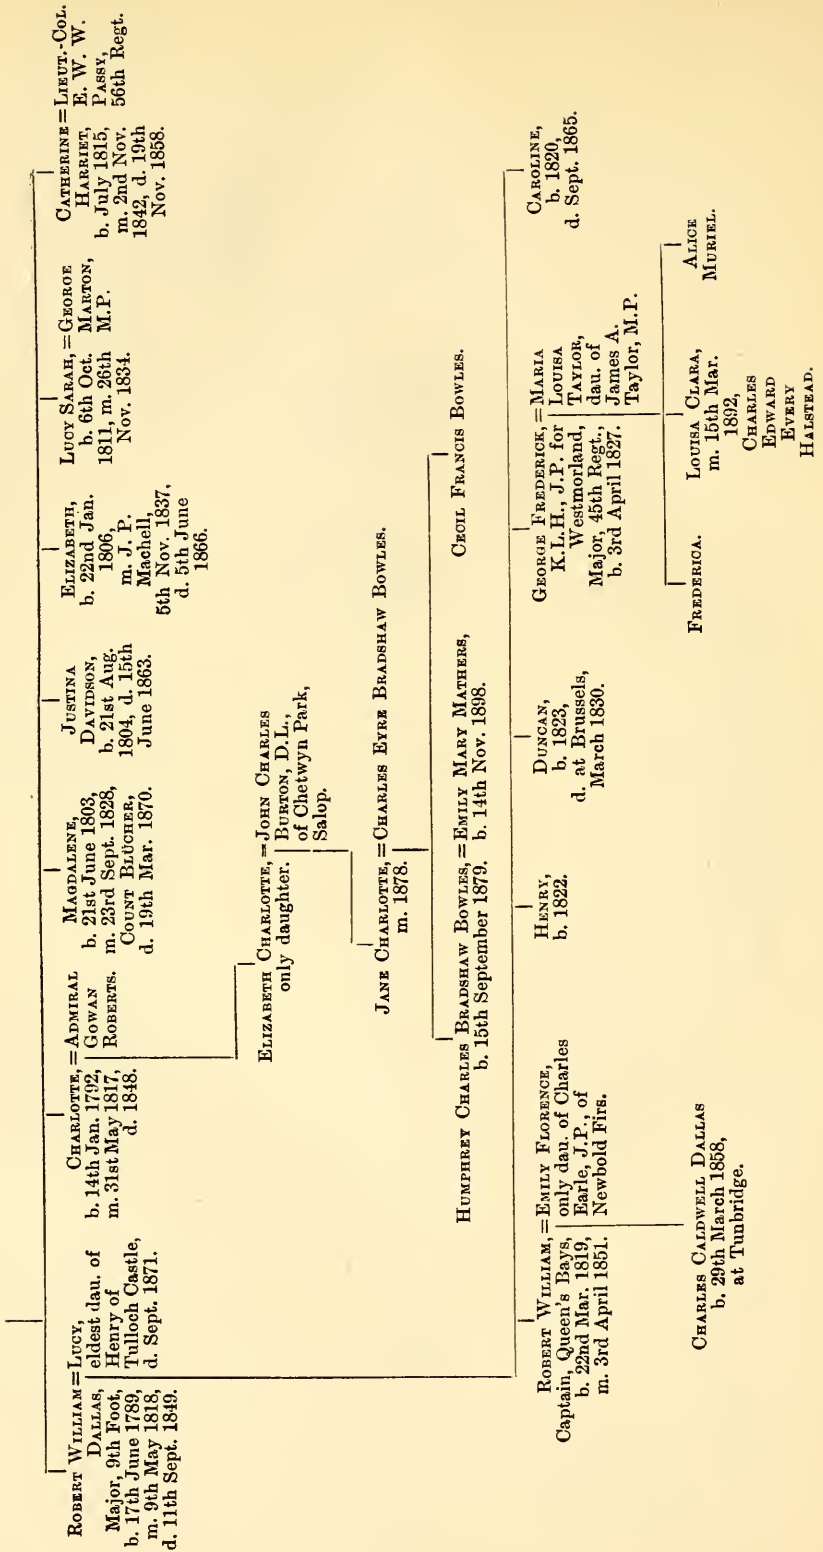 ROBERT WILLIAM = LUCY,
DALLAS,
eldest dau. of
Major, 9th Foot,
Henry of
b. 17th June 1789,
Tulloch Castle,
m. 9th May 1818,
d. Sept. 1871.
d. 11th Sept. 1849.
CHARLOTTE, = ADMIRAL
b. 14th Jan. 1792,
GOWAN
m. 31st May 1817,
ROBERTS.
d. 1848.
MAGDALENE,
b. 21st June 1803,
m. 23rd Sept. 1828,
COUNT BLÜCHER,
d. 19th Mar. 1870.
JUSTINA
DAVIDSON,
b. 21st Aug.
1804, d. 15th
June 1863.
ELIZABETH,
b. 22nd Jan.
1806,
m. J. P.
Machell,
5th Nov. 1837,
d. 5th June
1866.
LUCY SARAH, = GEORGE
b. 6th Oct. MARTON,
1811, m. 26th M.P.
Nov. 1834.
CATHERINE = LIEUT.-COL.
HARRIET, E. W. W.
b. July 1815, PASSY,
m. 2nd Nov. 56th Regt.
1842, d. 19th
Nov. 1858.
ELIZABETH CHARLOTTE, = JOHN CHARLES
only daughter. BURTON, D.L.,
of Chetwyn Park,
Salop.
JANE CHARLOTTE, = CHARLES EYRE BRADSHAW BOWLES.
m. 1878.
HUMPHREY CHARLES BRADSHAW BOWLES, = EMILY MARY MATHERS,
b. 15th September 1879. b. 14th Nov. 1898.
CECIL FRANCIS BOWLES.
ROBERT WILLIAM, = EMILY FLORENCE,
Captain, Queen's Bays, only dau. of Charles
b. 22nd Mar. 1819, Earle, J.P., of
m. 3rd April 1851. Newbold Firs.
HENRY,
b. 1822.
DUNCAN,
b. 1823,
d. at Brussels,
March 1830.
GEORGE FREDERICK, = MARIA
K.L.H., J.P. for LOUISA
Westmorland, TAYLOR,
Major, 45th Regt., dau. of
b. 3rd April 1827. James A.
Taylor, M.P.
CAROLINE,
b. 1820,
d. Sept. 1865.
CHARLES CALDWELL DALLAS
b. 29th March 1858,
at Tunbridge.
FREDERICA.
LOUISA CLARA,
m. 15th Mar.
1892,
CHARLES
EDWARD
EVERY
HALSTEAD.
ALICE
MURIEL.